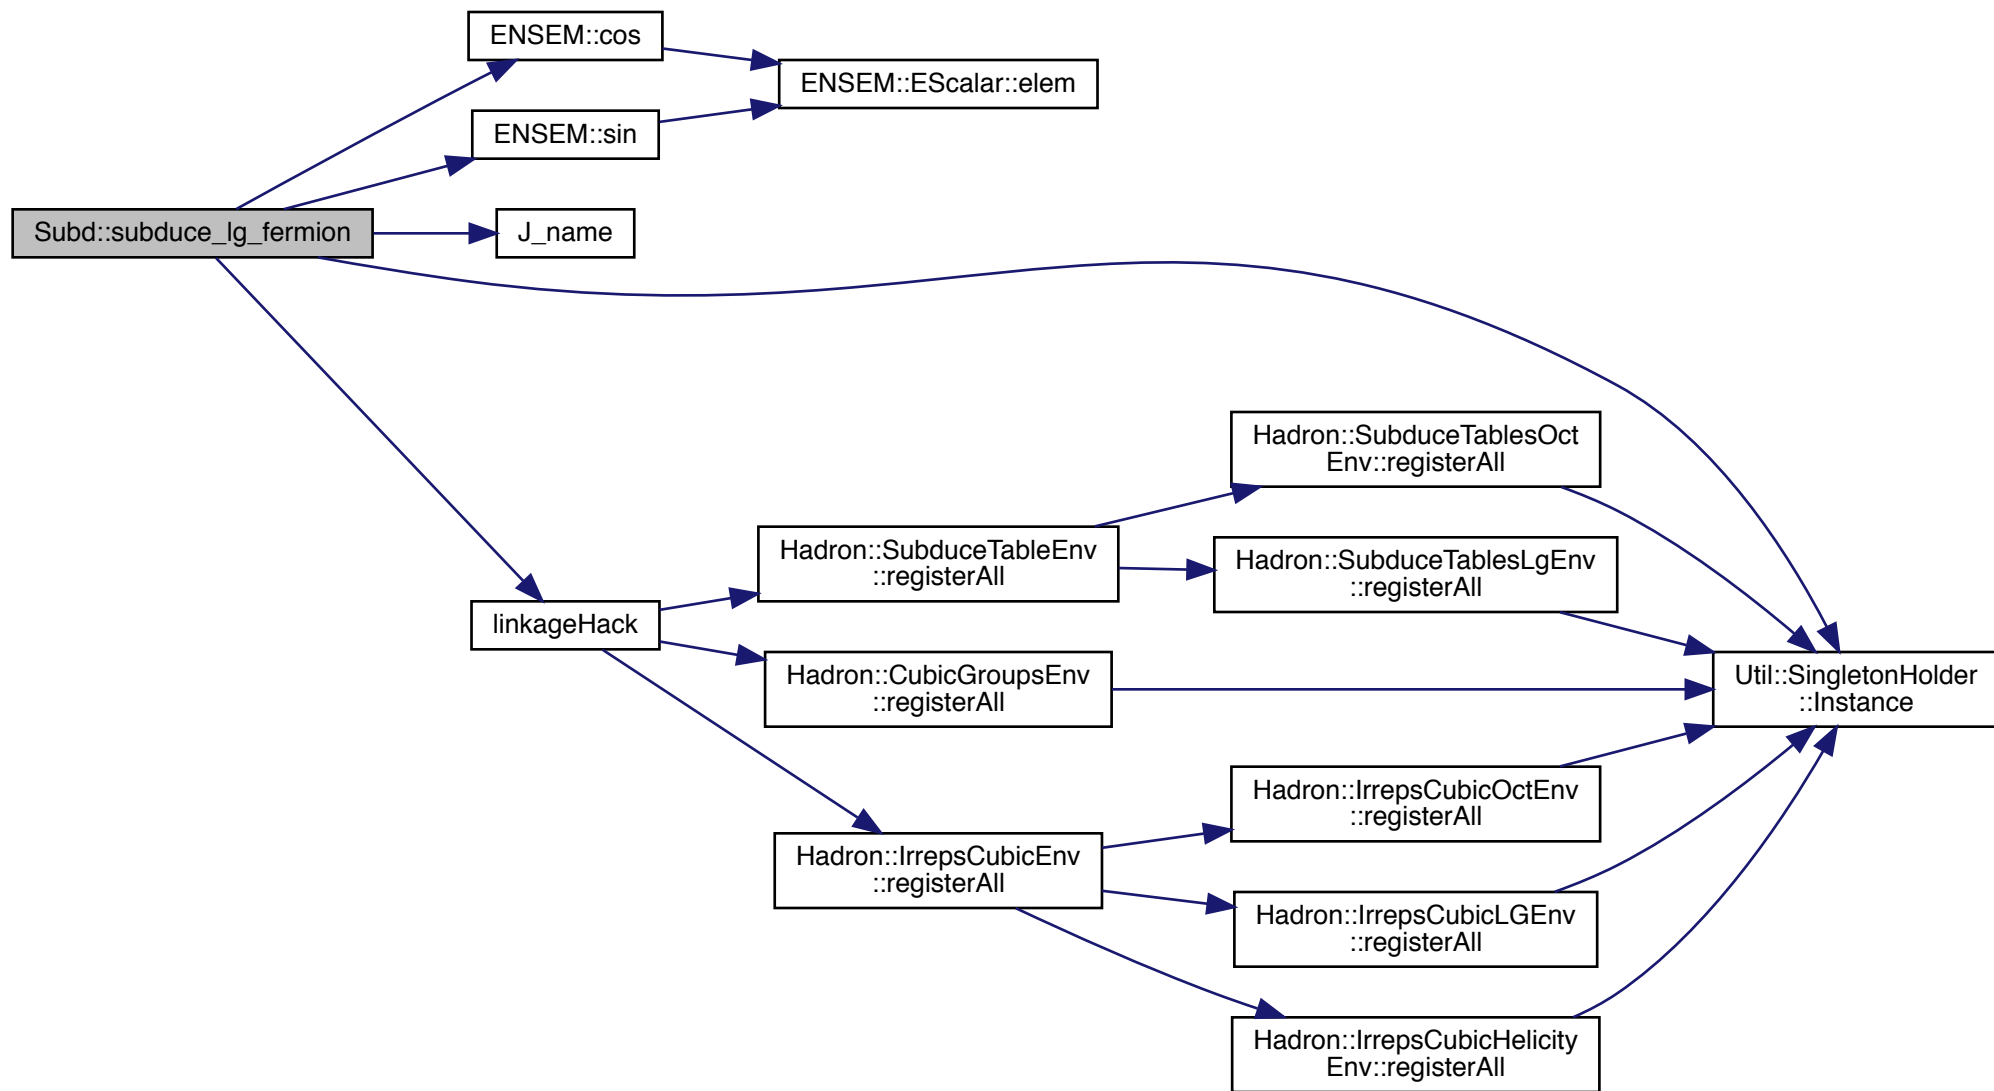 ENSEM::cos
ENSEM::EScalar::elem
ENSEM::sin
Subd::subduce_lg_fermion
J_name
Hadron::SubduceTablesOct
Env::registerAll
Hadron::SubduceTableEnv
::registerAll
Hadron::SubduceTablesLgEnv
::registerAll
linkageHack
Hadron::CubicGroupsEnv
::registerAll
Util::SingletonHolder
::Instance
Hadron::IrrepsCubicOctEnv
::registerAll
Hadron::IrrepsCubicEnv
::registerAll
Hadron::IrrepsCubicLGEnv
::registerAll
Hadron::IrrepsCubicHelicity
Env::registerAll